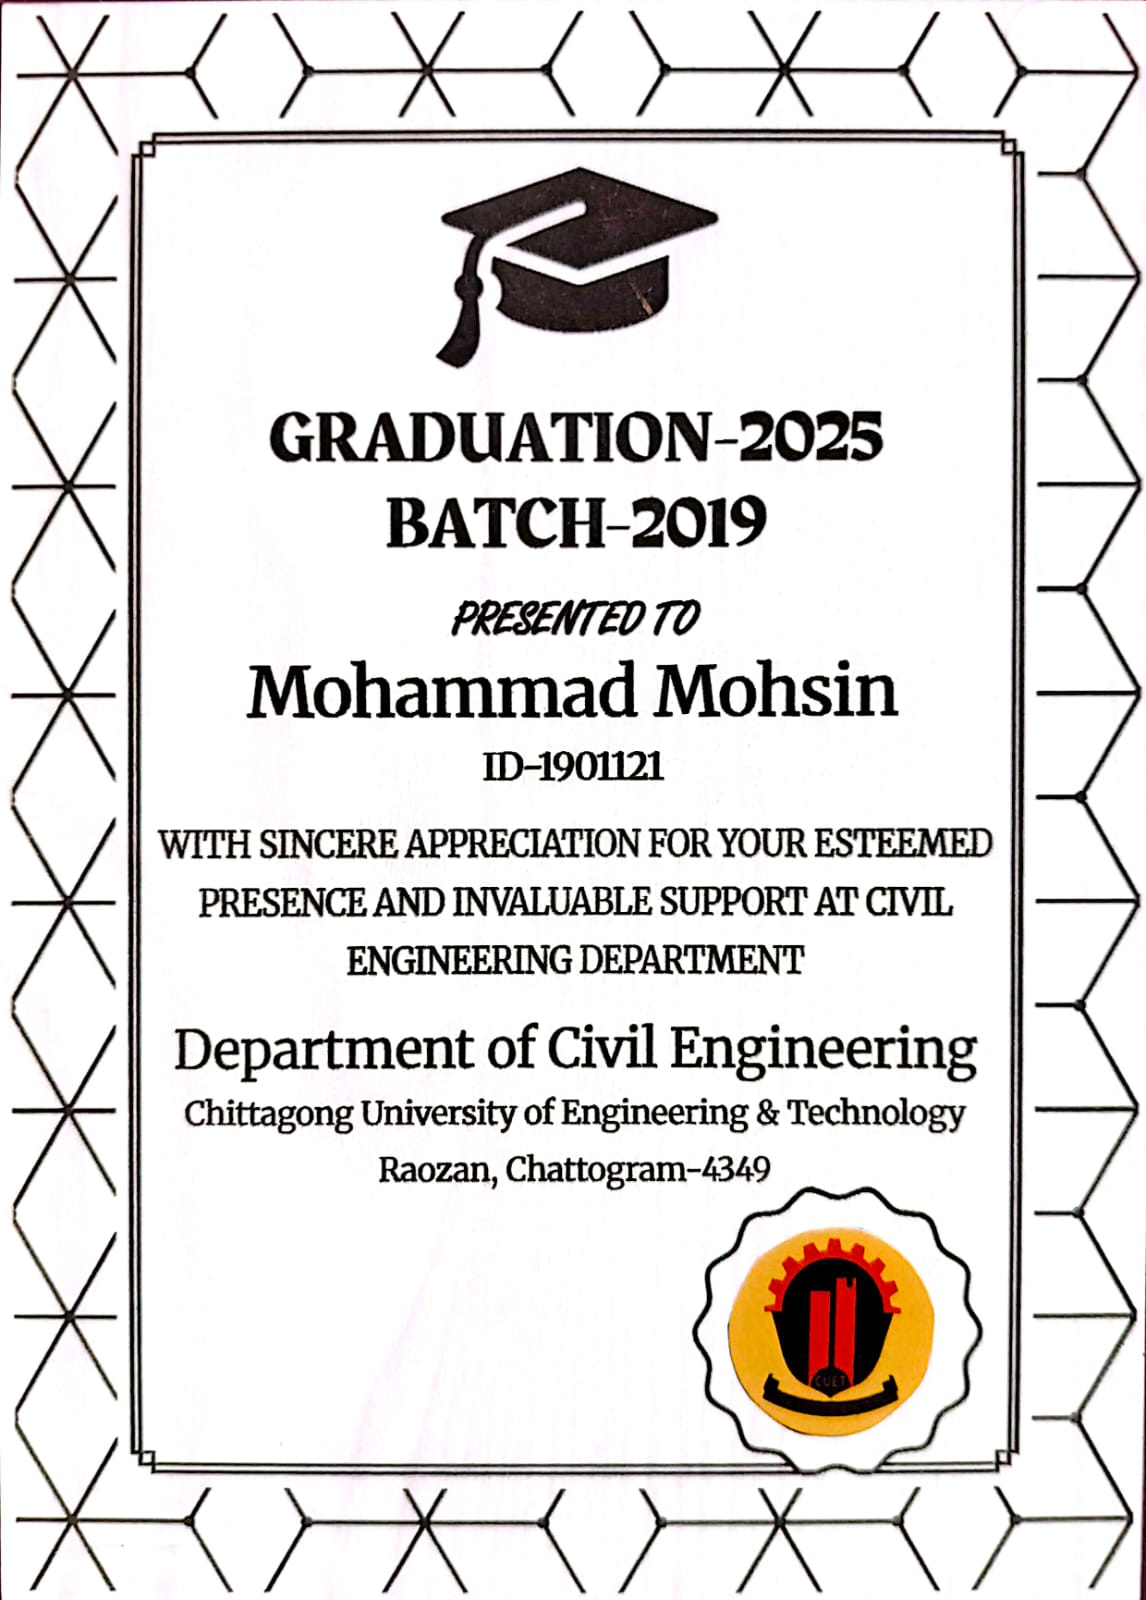 GRADUATION-2025
BATCH-2019
PRESENTED TO
Mohammad Mohsin
ID-1901121
WITH SINCERE APPRECIATION FOR YOUR ESTEEMED
PRESENCE AND INVALUABLE SUPPORT AT CIVIL
ENGINEERING DEPARTMENT
Department of Civil Engineering
Chittagong University of Engineering & Technology
Raozan, Chattogram-4349
CUET